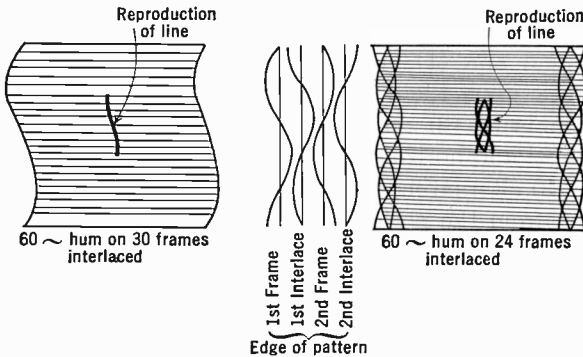 Reproduction
of line
60 ~ hum on 30 frames
interlaced
1st Frame
1st Interlace
2nd Frame
2nd Interlace
Edge of pattern
Reproduction
of line
60 ~ hum on 24 frames
interlaced